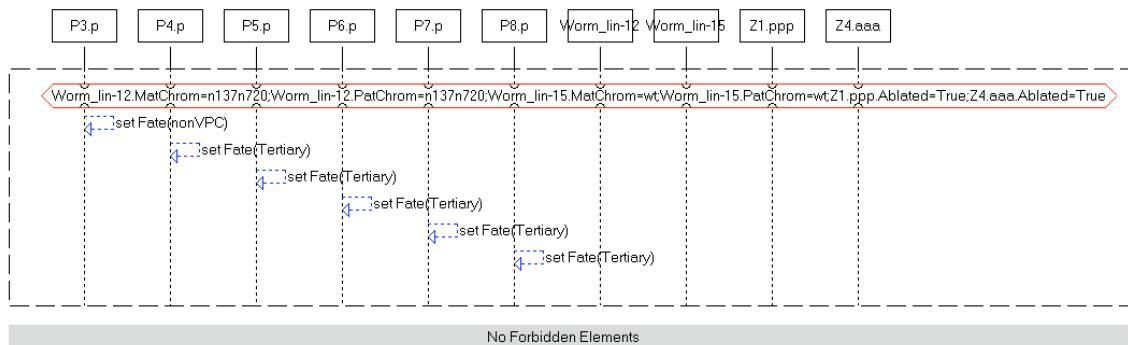 P3.p P4.p P5.p P6.p P7.p P8.p Worm_lin-12 Worm_lin-15 Z1.ppp Z4.aaa
Worm_lin-12.MatChrom=n137n720;Worm_lin-12.PatChrom=n137n720;Worm_lin-15.MatChrom=wt;Worm_lin-15.PatChrom=wt;Z1.ppp.Ablated=True;Z4.aaa.Ablated=True
set Fate(nonVPC)
set Fate(Tertiary)
set Fate(Tertiary)
set Fate(Tertiary)
set Fate(Tertiary)
set Fate(Tertiary)
No Forbidden Elements